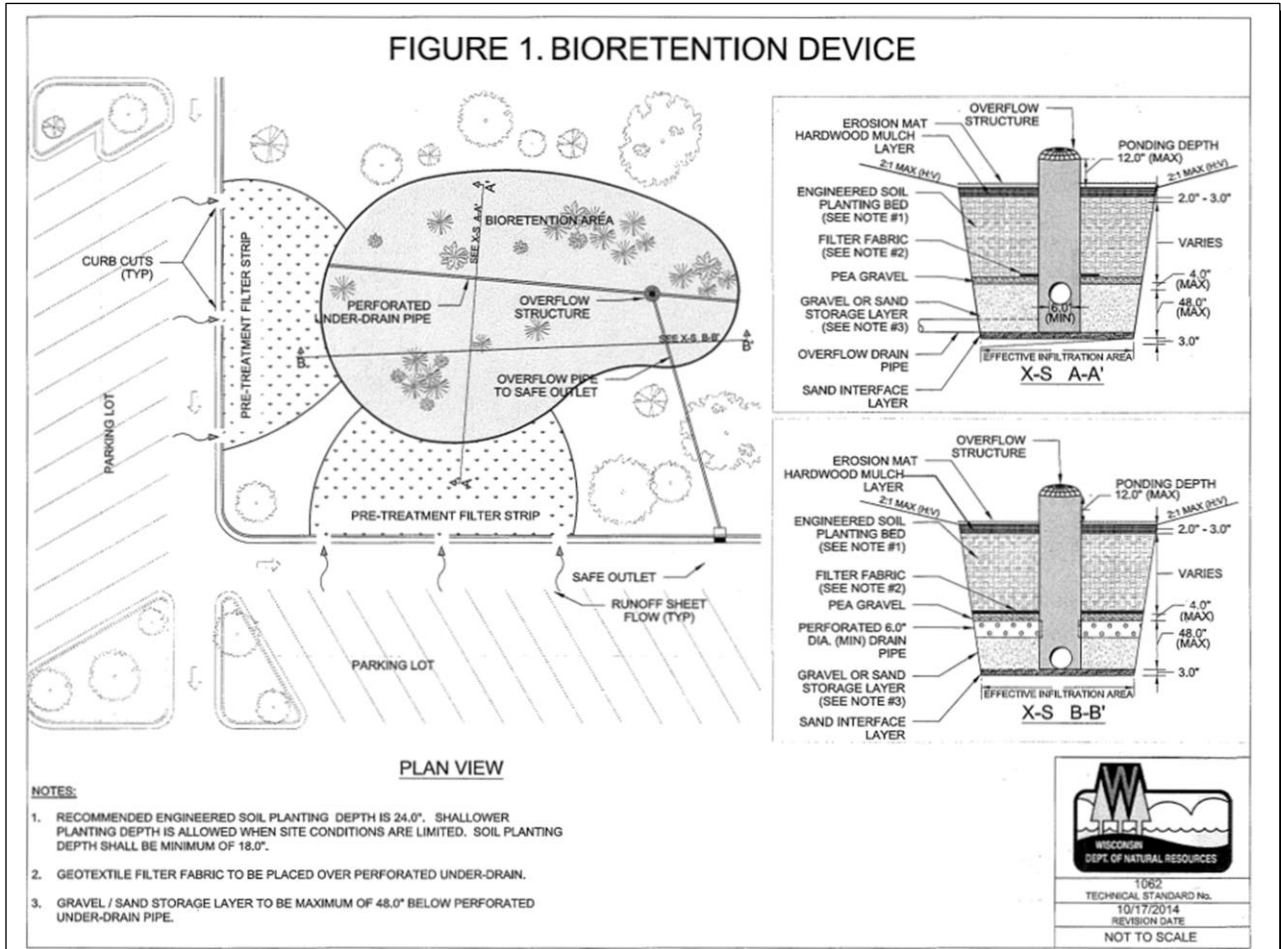 FIGURE 1. BIORETENTION DEVICE
CURB CUTS
(TYP)
PRE-TREATMENT FILTER STRIP
PARKING LOT
A'
SEE X-S A-A'
BIORETENTION AREA
PERFORATED
UNDER-DRAIN PIPE
OVERFLOW
STRUCTURE
SEE X-S B-B'
B
B'
OVERFLOW PIPE
TO SAFE OUTLET
A
PRE-TREATMENT FILTER STRIP
SAFE OUTLET
RUNOFF SHEET
FLOW (TYP)
PARKING LOT
PLAN VIEW
OVERFLOW
STRUCTURE
EROSION MAT
HARDWOOD MULCH
LAYER
2:1 MAX (H:V)
ENGINEERED SOIL
PLANTING BED
(SEE NOTE #1)
FILTER FABRIC
(SEE NOTE #2)
PEA GRAVEL
GRAVEL OR SAND
STORAGE LAYER
(SEE NOTE #3)
OVERFLOW DRAIN
PIPE
SAND INTERFACE
LAYER
PONDING DEPTH
12.0" (MAX)
2:1 MAX (H:V)
2.0" - 3.0"
VARIES
4.0"
(MAX)
48.0"
(MAX)
3.0"
6.0"
(MIN)
EFFECTIVE INFILTRATION AREA
X-S A-A'
OVERFLOW
STRUCTURE
EROSION MAT
HARDWOOD MULCH
LAYER
2:1 MAX (H:V)
ENGINEERED SOIL
PLANTING BED
(SEE NOTE #1)
FILTER FABRIC
(SEE NOTE #2)
PEA GRAVEL
PERFORATED 6.0"
DIA. (MIN) DRAIN
PIPE
GRAVEL OR SAND
STORAGE LAYER
(SEE NOTE #3)
SAND INTERFACE
LAYER
PONDING DEPTH
12.0" (MAX)
2:1 MAX (H:V)
2.0" - 3.0"
VARIES
4.0"
(MAX)
48.0"
(MAX)
3.0"
EFFECTIVE INFILTRATION AREA
X-S B-B'
NOTES:
1. RECOMMENDED ENGINEERED SOIL PLANTING DEPTH IS 24.0". SHALLOWER
PLANTING DEPTH IS ALLOWED WHEN SITE CONDITIONS ARE LIMITED. SOIL PLANTING
DEPTH SHALL BE MINIMUM OF 18.0".
2. GEOTEXTILE FILTER FABRIC TO BE PLACED OVER PERFORATED UNDER-DRAIN.
3. GRAVEL / SAND STORAGE LAYER TO BE MAXIMUM OF 48.0" BELOW PERFORATED
UNDER-DRAIN PIPE.
W
WISCONSIN
DEPT. OF NATURAL RESOURCES
1062
TECHNICAL STANDARD No.
10/17/2014
REVISION DATE
NOT TO SCALE